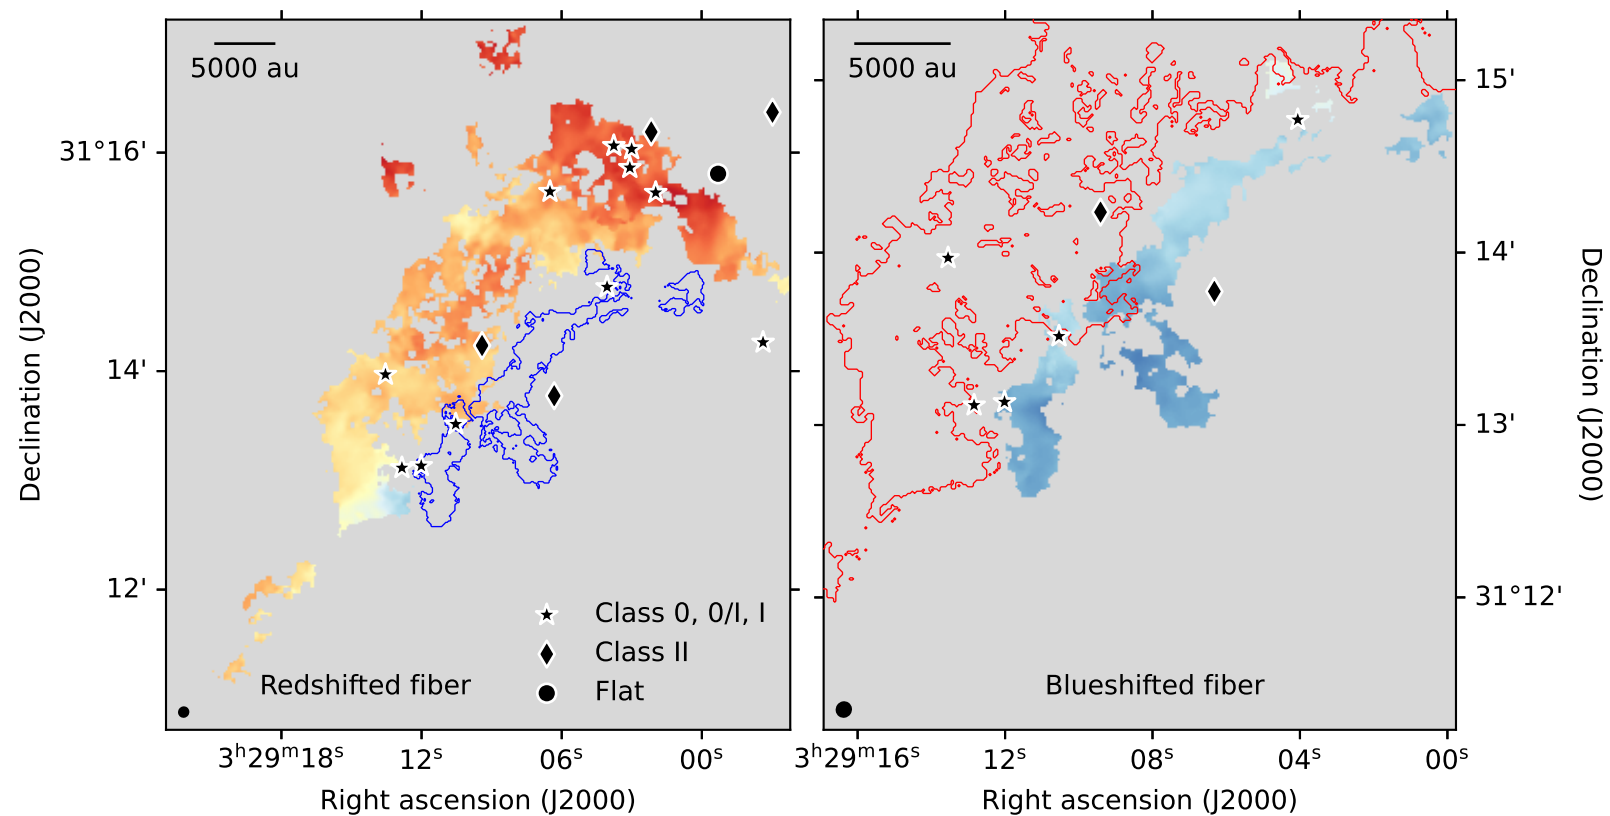 5000 au
5000 au
15'
31°16'
14'
14'
13'
12'
31°12'
Declination (J2000)
Declination (J2000)
Class 0, 0/I, I
Class II
Flat
Redshifted fiber
Blueshifted fiber
3ʰ29ᵐ18ˢ 12ˢ 06ˢ 00ˢ
3ʰ29ᵐ16ˢ 12ˢ 08ˢ 04ˢ 00ˢ
Right ascension (J2000)
Right ascension (J2000)